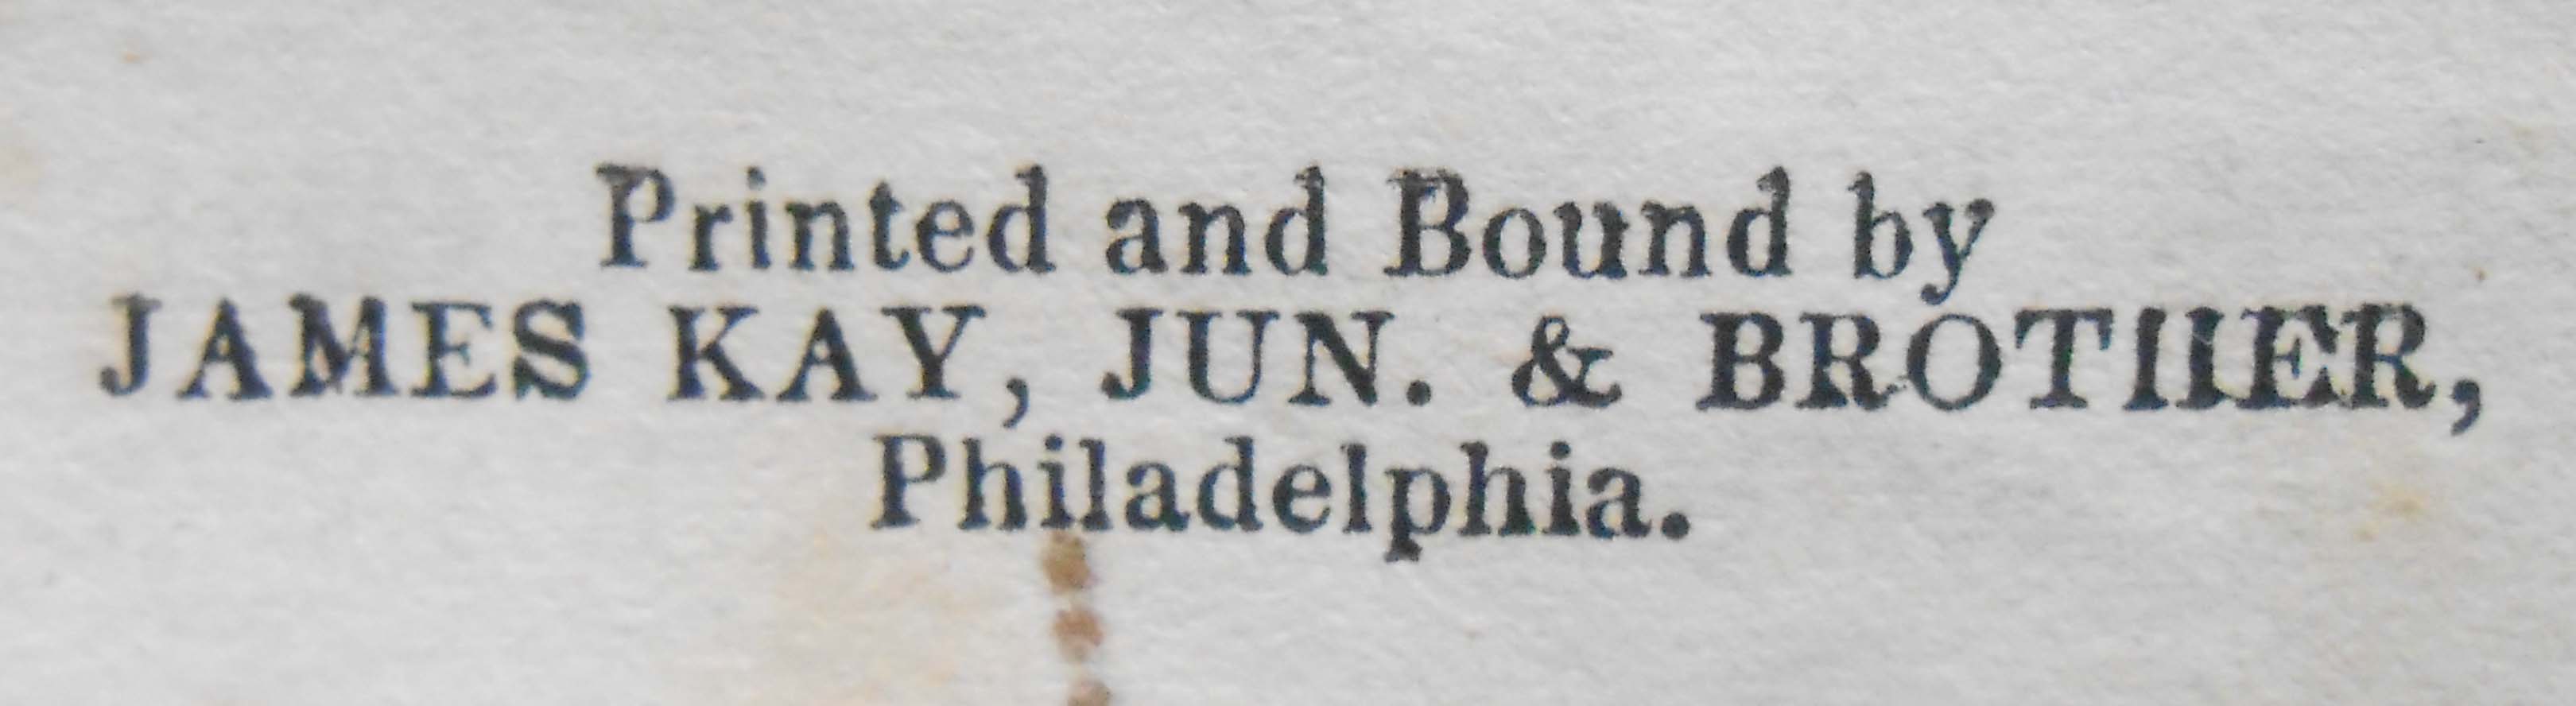 Printed and Bound by
JAMES KAY, JUN. & BROTHER,
Philadelphia.